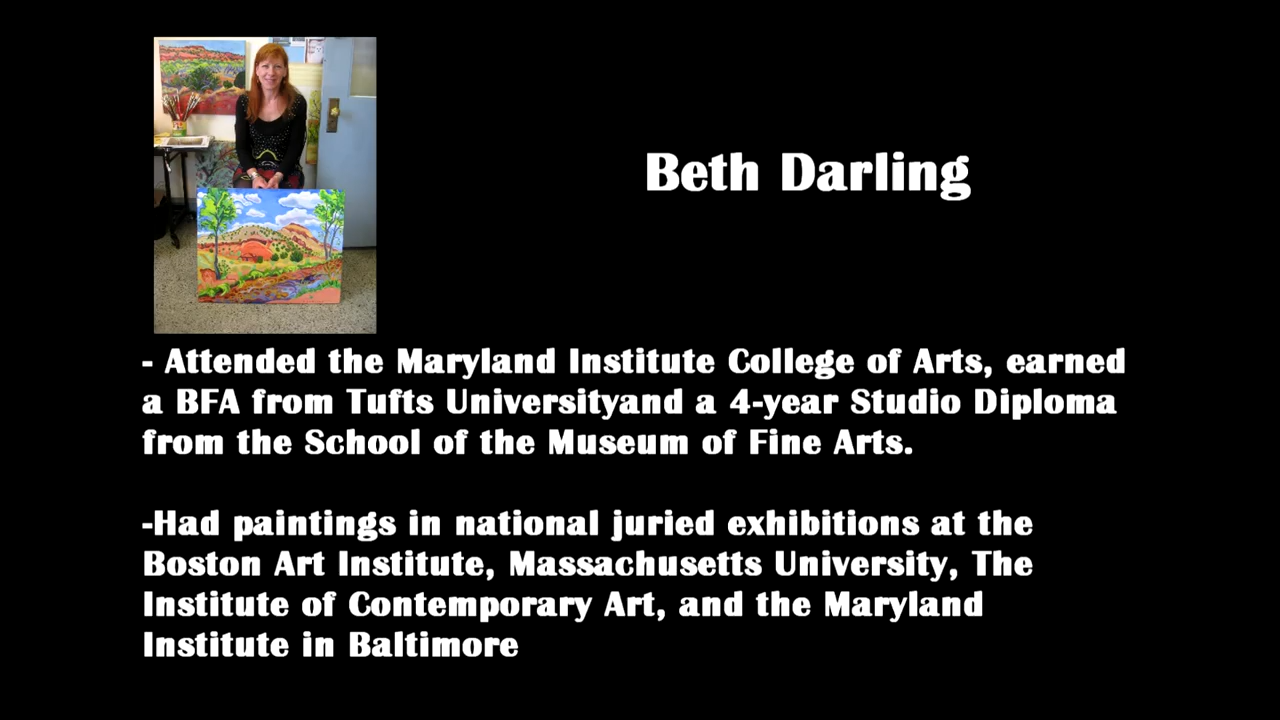 Beth Darling
- Attended the Maryland Institute College of Arts, earned
a BFA from Tufts Universityand a 4-year Studio Diploma
from the School of the Museum of Fine Arts.
-Had paintings in national juried exhibitions at the
Boston Art Institute, Massachusetts University, The
Institute of Contemporary Art, and the Maryland
Institute in Baltimore